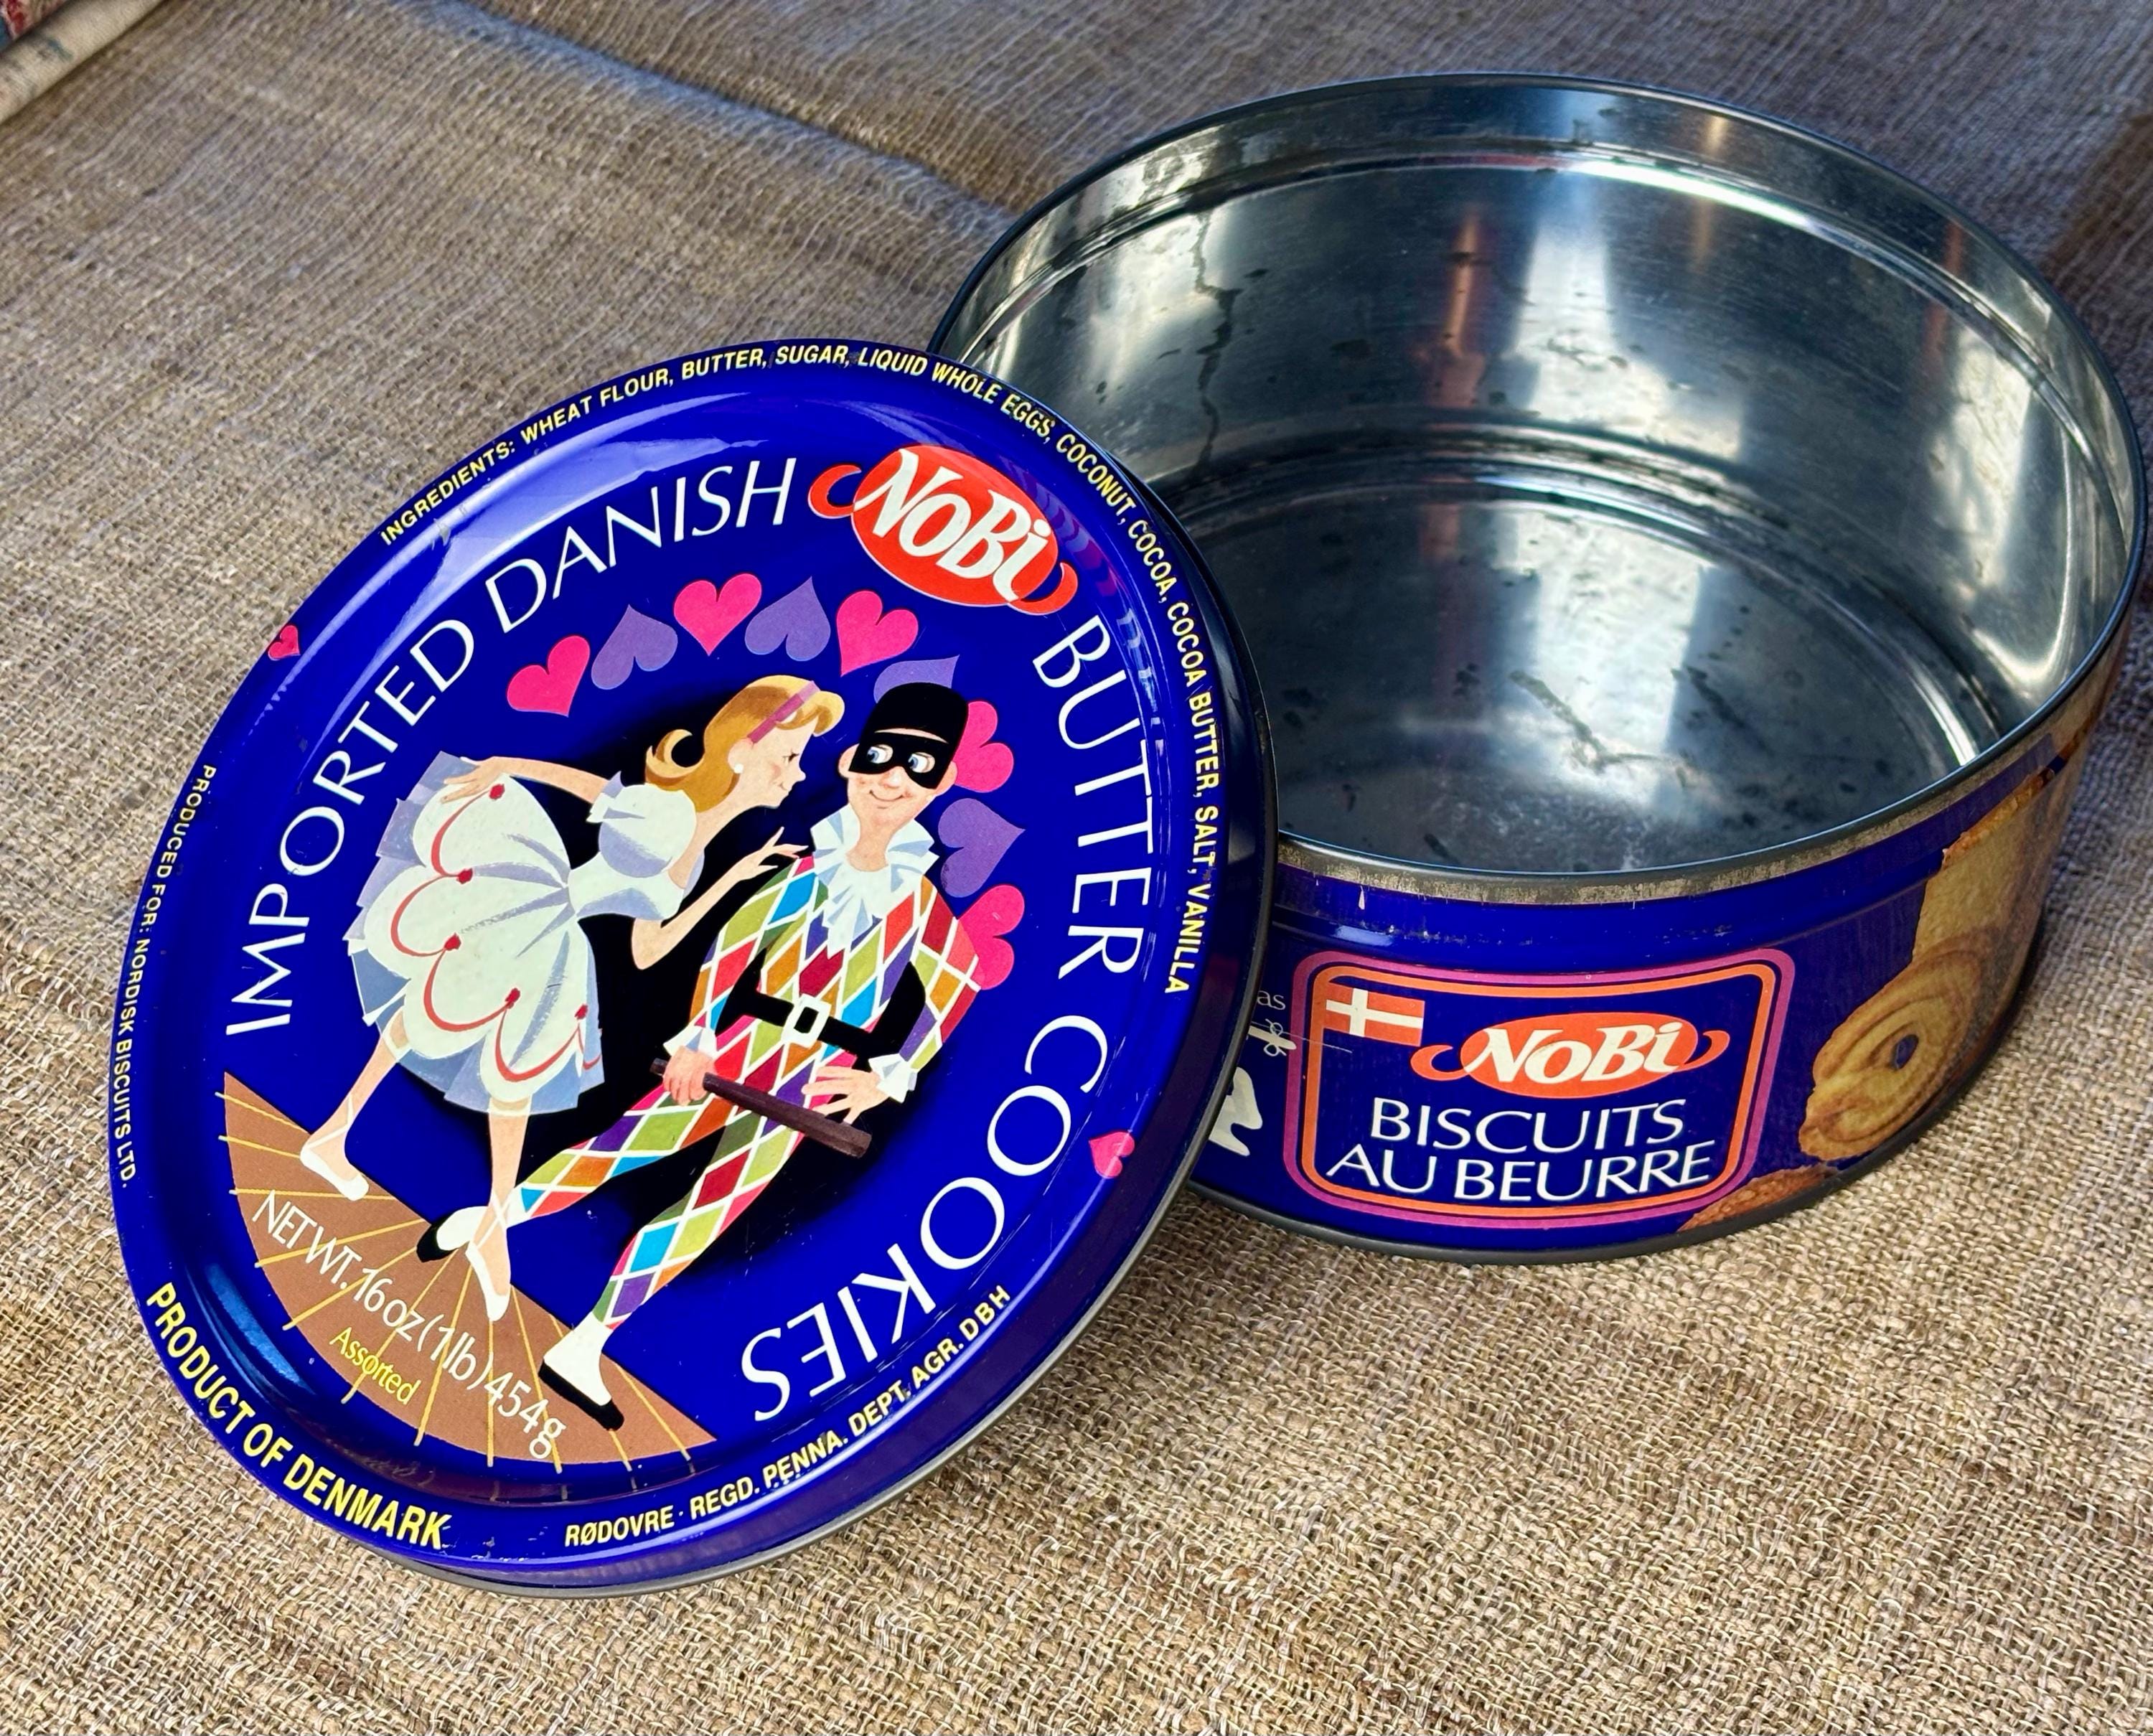 INGREDIENTS: WHEAT FLOUR, BUTTER, SUGAR, LIQUID WHOLE EGGS, COCONUT, COCOA, COCOA BUTTER, SALT, VANILLA
IMPORTED DANISH NOBi BUTTER COOKIES
NET WT. 16oz (1lb) 454g
Assorted
PRODUCED FOR: NORDISK BISCUITS LTD.
PRODUCT OF DENMARK
RØDOVRE · REGD. PENNA. DEPT. AGR. DBH
as
NOBi
BISCUITS
AU BEURRE